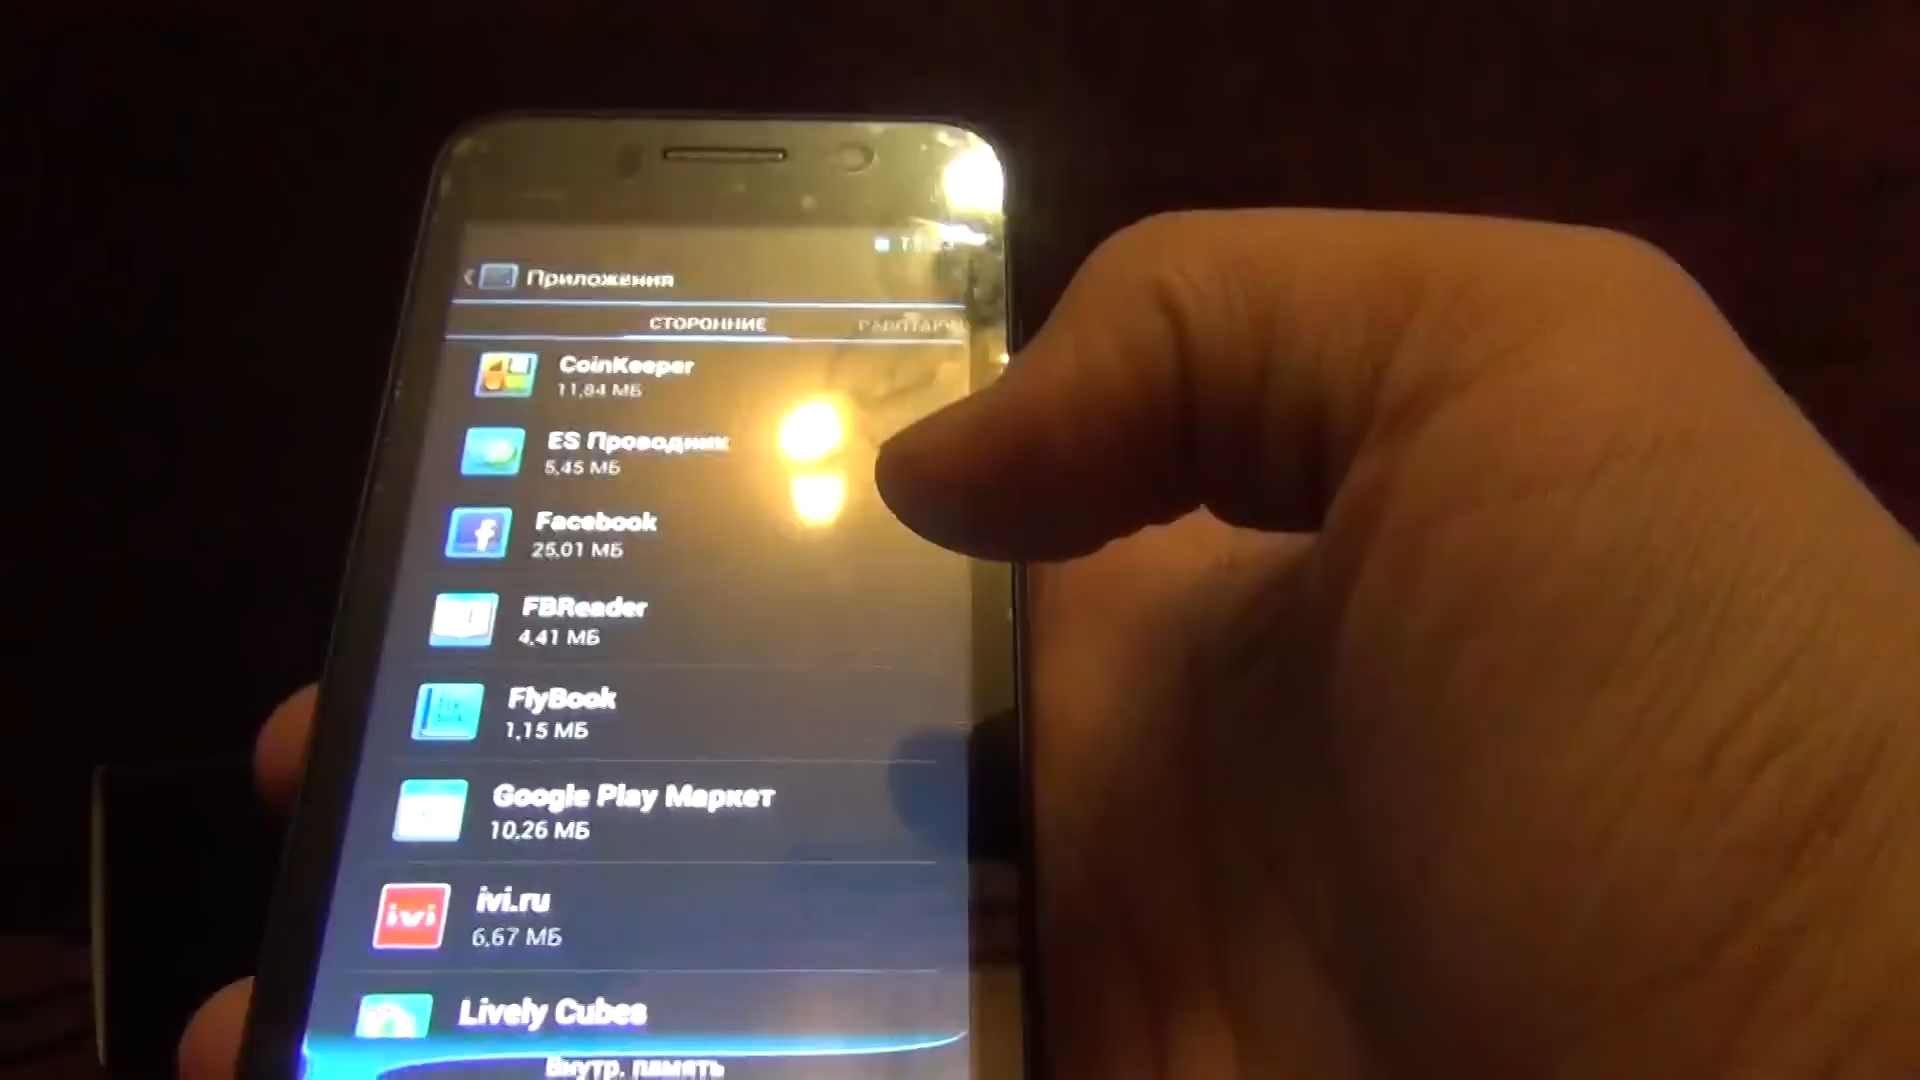 Приложения
СТОРОННИЕ
CoinKeeper
11,84 МБ
ES Проводник
5,45 МБ
Facebook
25,01 МБ
FBReader
4,41 МБ
FlyBook
1,15 МБ
Google Play Маркет
10,26 МБ
ivi
ivi.ru
6,67 МБ
Lively Cubes
Внутр. память